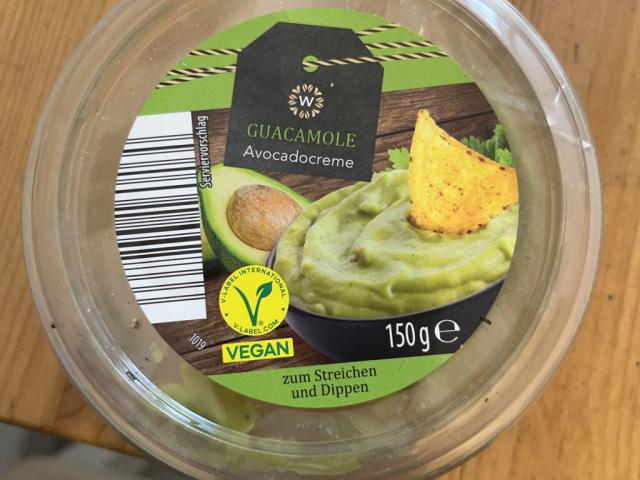 W
GUACAMOLE
Avocadocreme
Serviervorschlag
V-LABEL INTERNATIONAL
V-LABEL.COM
VEGAN
1019
150 g e
zum Streichen
und Dippen